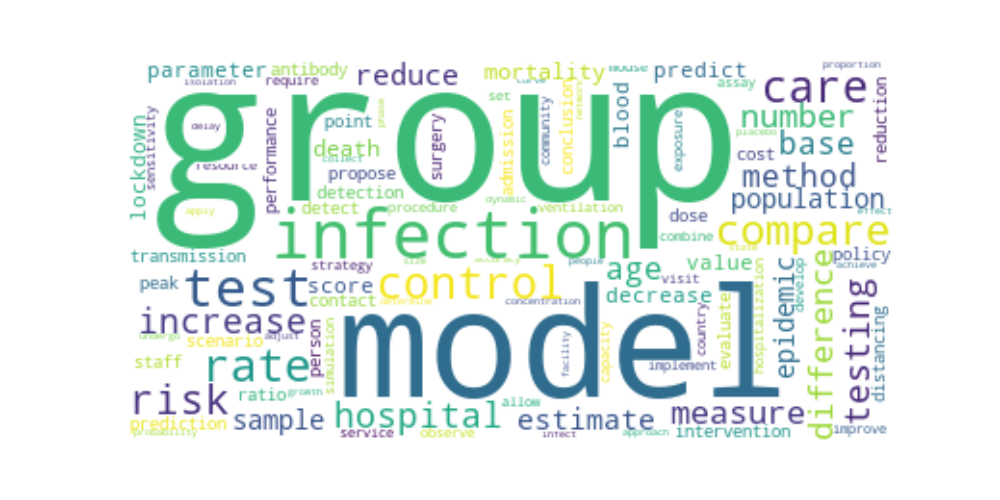 parameter
antibody
reduce
mortality
mouse
predict
proportion
isolation
require
curve
assay
care
set
network
group
delay
resource
apply
lockdown
sensitivity
performance
point
phase
death
collect
propose
detection
detect
procedure
surgery
admission
community
conclusion
blood
exposure
number
placebo
cost
base
reduction
method
population
dose
effect
dynamic
ventilation
infection
combine
compare
state
transmission
strategy
size
people
age
value
policy
achieve
peak
test
score
control
visit
contact
determine
concentration
decrease
hospitalization
epidemic
develop
difference
testing
distancing
increase
undergo
scenario
adjust
person
simulation
model
facility
capacity
country
evaluate
implement
staff
rate
risk
ratio
growth
allow
prediction
sample
hospital
estimate
measure
probability
service
observe
infect
approach
intervention
improve